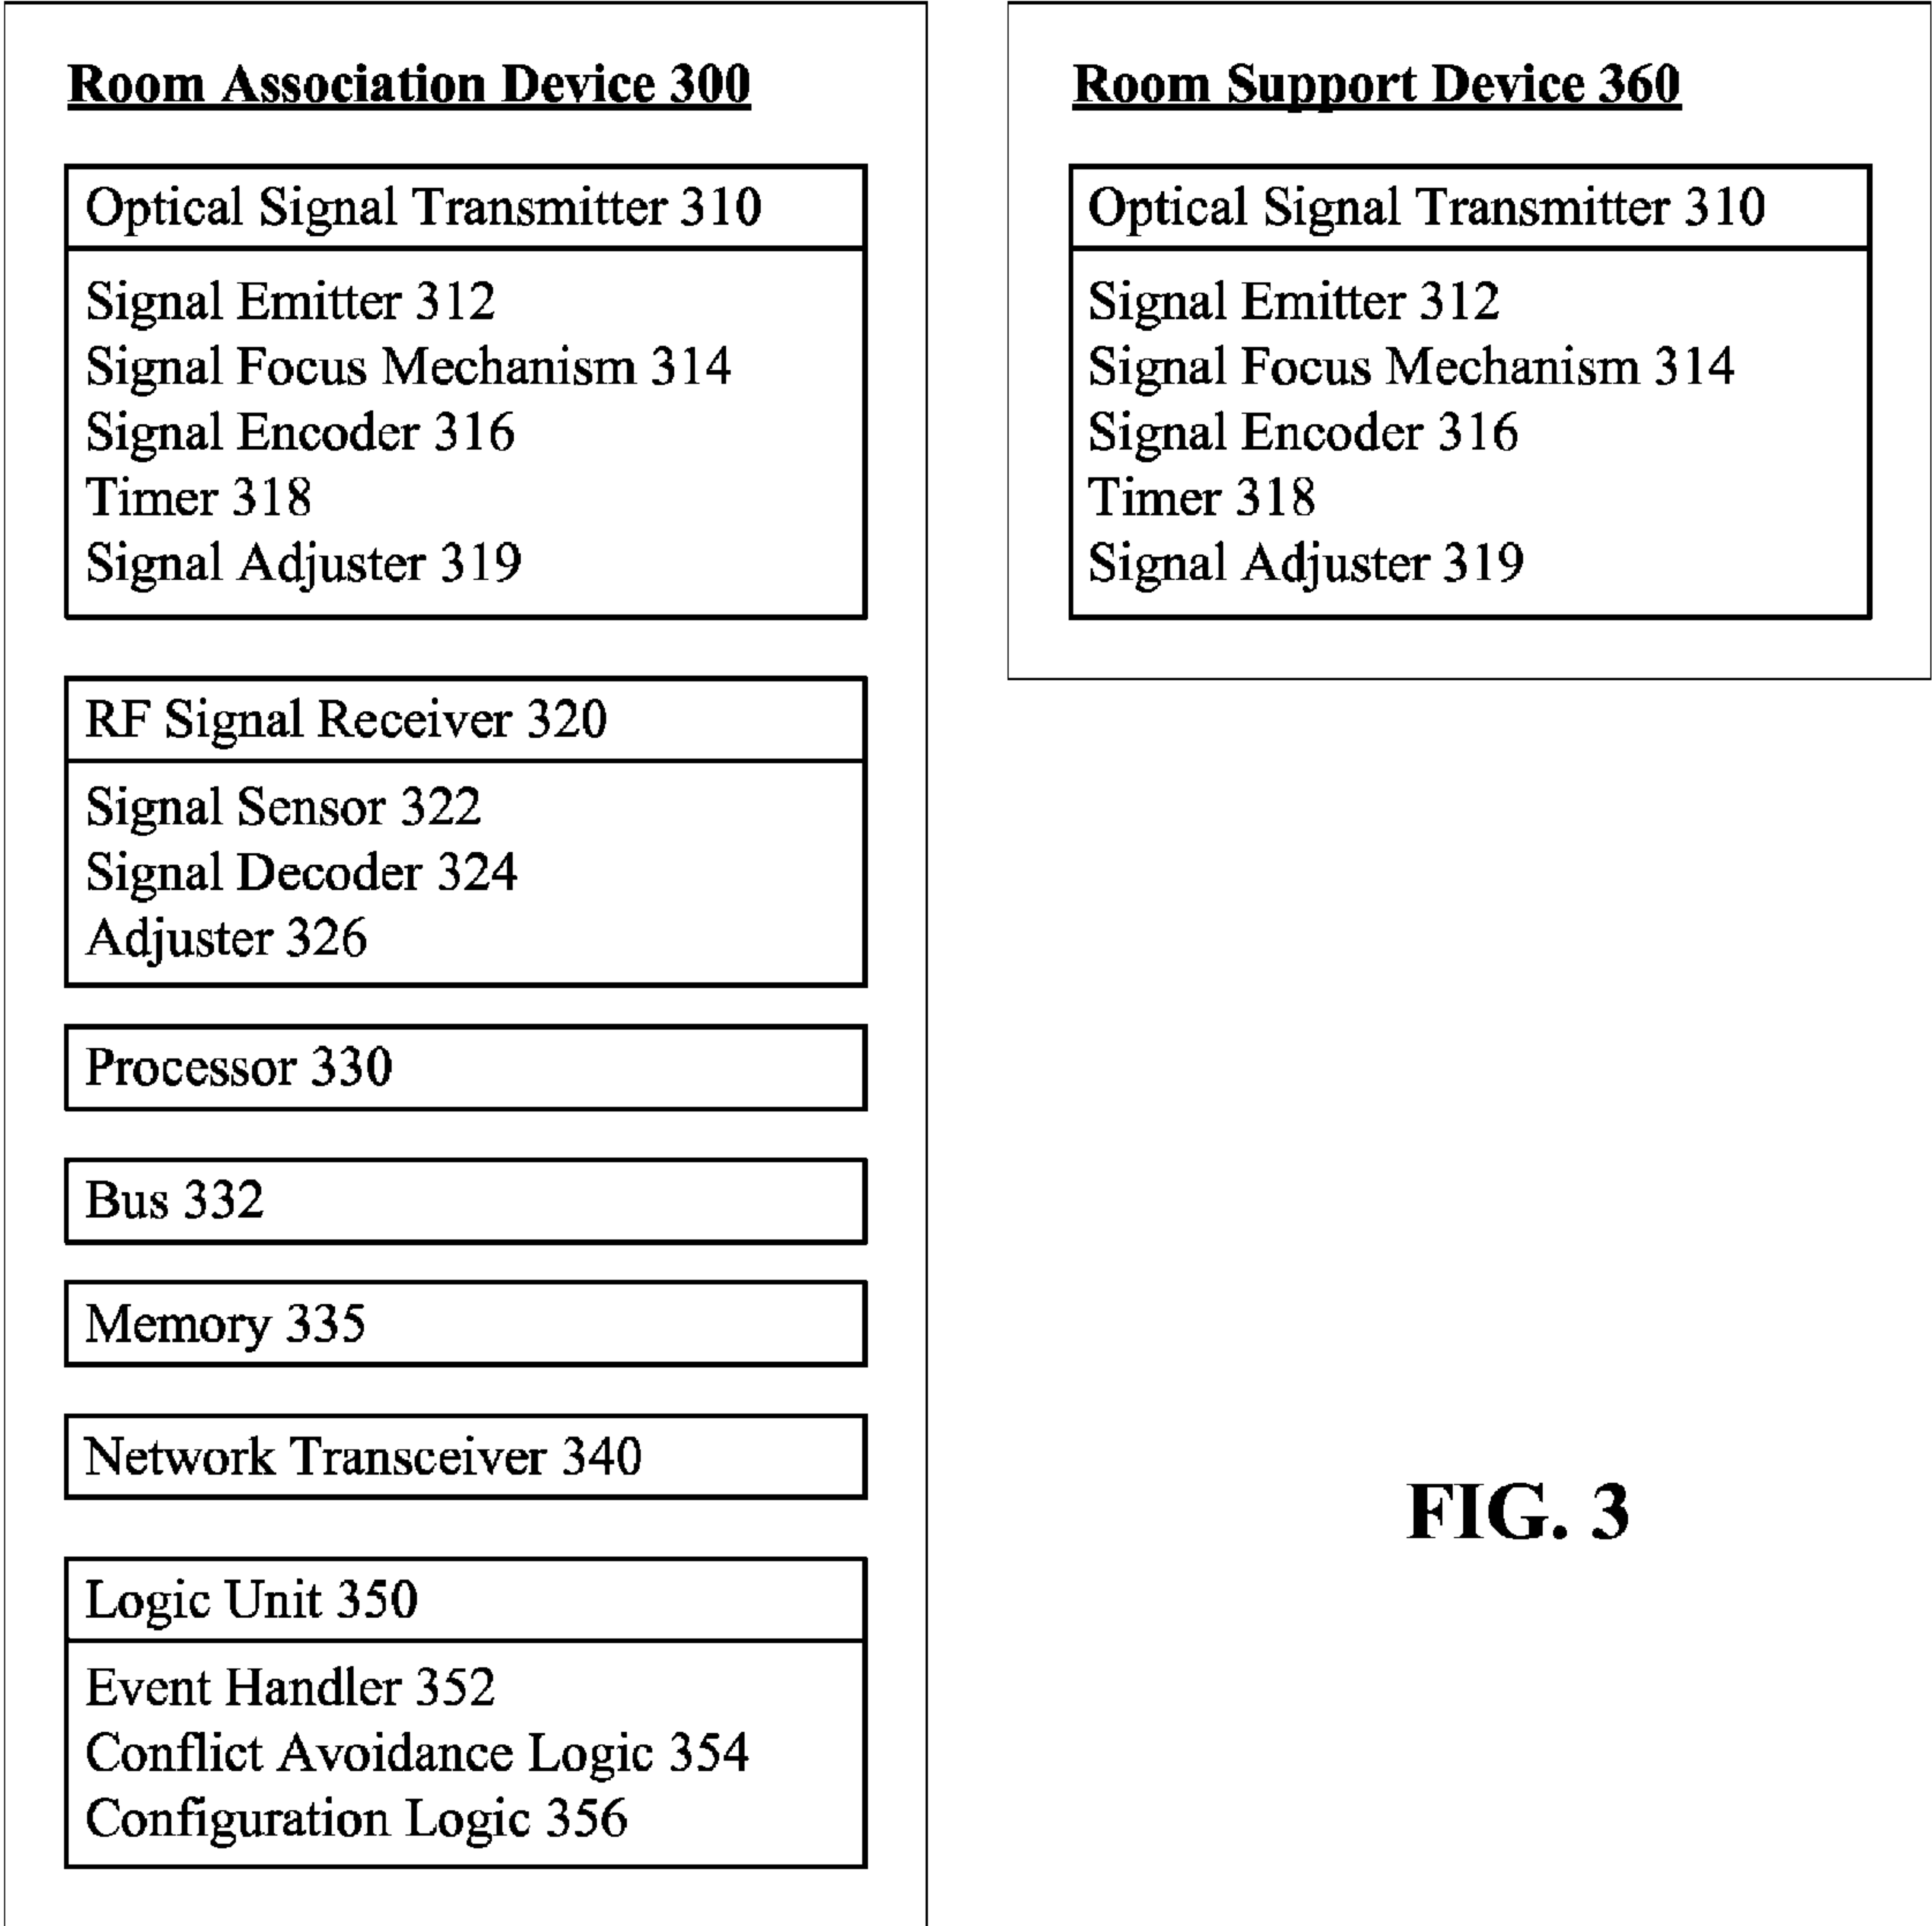 Room Association Device 300
Optical Signal Transmitter 310
Signal Emitter 312
Signal Focus Mechanism 314
Signal Encoder 316
Timer 318
Signal Adjuster 319
RF Signal Receiver 320
Signal Sensor 322
Signal Decoder 324
Adjuster 326
Processor 330
Bus 332
Memory 335
Network Transceiver 340
Logic Unit 350
Event Handler 352
Conflict Avoidance Logic 354
Configuration Logic 356
Room Support Device 360
Optical Signal Transmitter 310
Signal Emitter 312
Signal Focus Mechanism 314
Signal Encoder 316
Timer 318
Signal Adjuster 319
FIG. 3